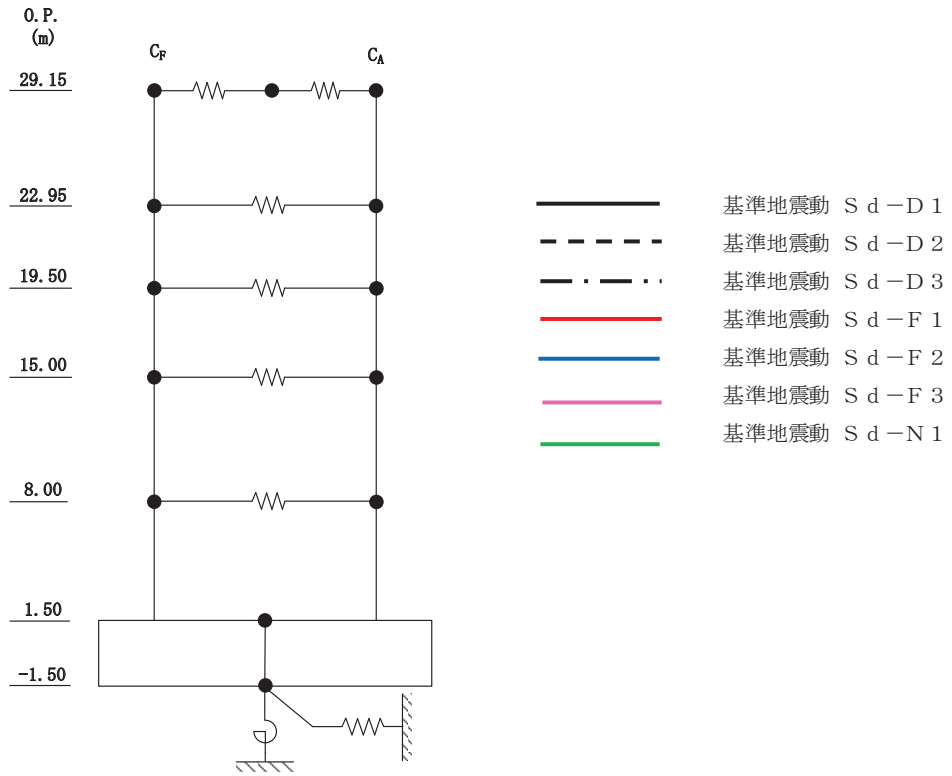 O.P.
(m)
CF
CA
29.15
22.95
19.50
15.00
8.00
1.50
-1.50
基準地震動 Sd-D1
基準地震動 Sd-D2
基準地震動 Sd-D3
基準地震動 Sd-F1
基準地震動 Sd-F2
基準地震動 Sd-F3
基準地震動 Sd-N1